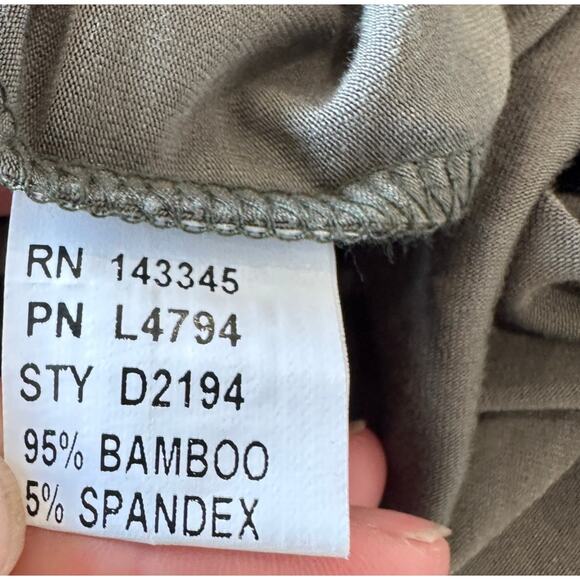 RN 143345
PN L4794
STY D2194
95% BAMBOO
5% SPANDEX